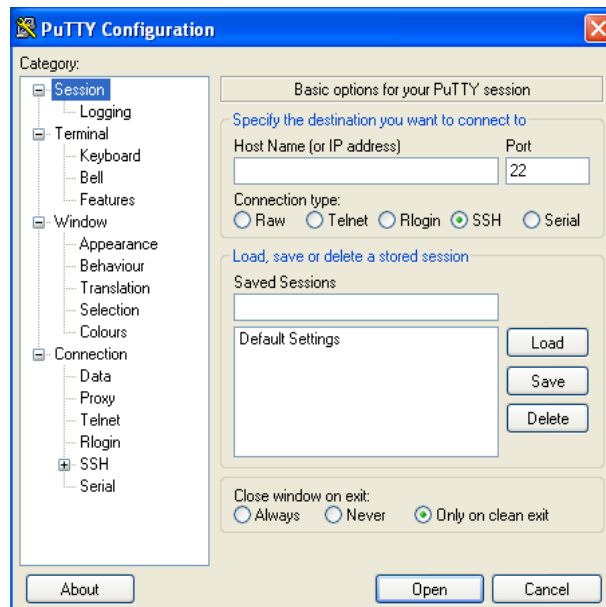 PuTTY Configuration
Category:
Session
Logging
Terminal
Keyboard
Bell
Features
Window
Appearance
Behaviour
Translation
Selection
Colours
Connection
Data
Proxy
Telnet
Rlogin
SSH
Serial
Basic options for your PuTTY session
Specify the destination you want to connect to
Host Name (or IP address) Port
22
Connection type:
Raw Telnet Rlogin SSH Serial
Load, save or delete a stored session
Saved Sessions
Default Settings
Load
Save
Delete
Close window on exit:
Always Never Only on clean exit
About Open Cancel